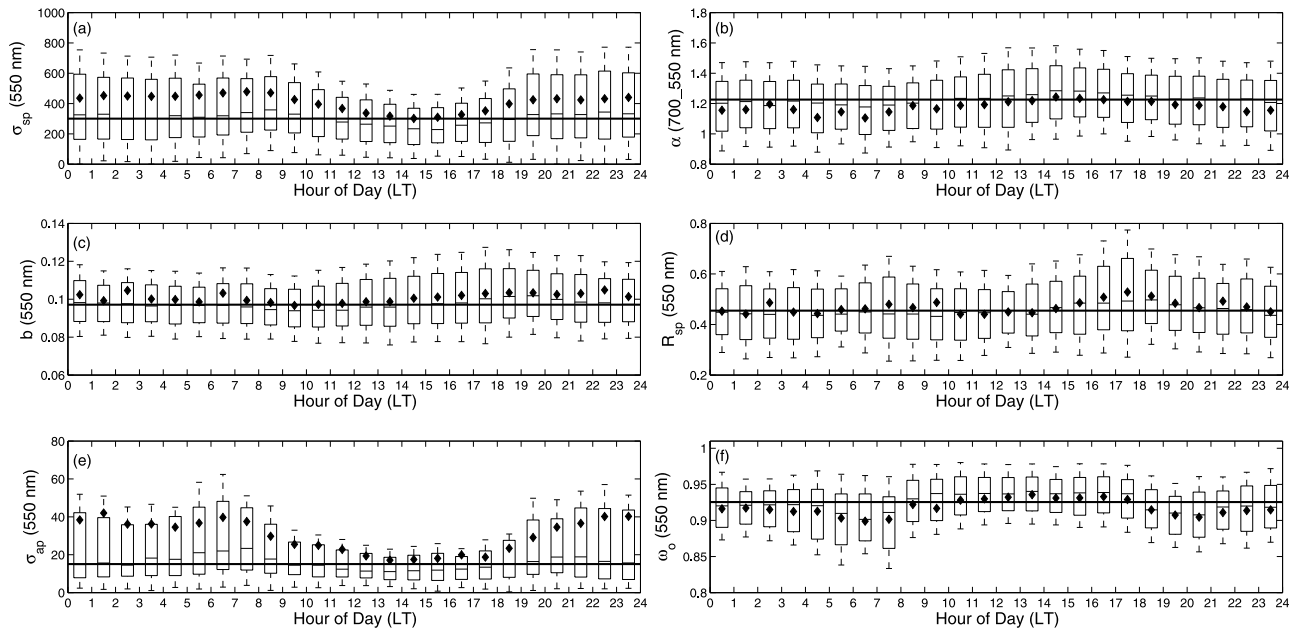 (a)
σsp (550 nm)
1000
800
600
400
200
0
0 1 2 3 4 5 6 7 8 9 10 11 12 13 14 15 16 17 18 19 20 21 22 23 24
Hour of Day (LT)
(b)
α (700_550 nm)
1.8
1.6
1.4
1.2
1
0.8
0 1 2 3 4 5 6 7 8 9 10 11 12 13 14 15 16 17 18 19 20 21 22 23 24
Hour of Day (LT)
(c)
b (550 nm)
0.14
0.12
0.1
0.08
0.06
0 1 2 3 4 5 6 7 8 9 10 11 12 13 14 15 16 17 18 19 20 21 22 23 24
Hour of Day (LT)
(d)
Rsp (550 nm)
0.8
0.6
0.4
0.2
0 1 2 3 4 5 6 7 8 9 10 11 12 13 14 15 16 17 18 19 20 21 22 23 24
Hour of Day (LT)
(e)
σap (550 nm)
80
60
40
20
0
0 1 2 3 4 5 6 7 8 9 10 11 12 13 14 15 16 17 18 19 20 21 22 23 24
Hour of Day (LT)
(f)
ωo (550 nm)
1
0.95
0.9
0.85
0.8
0 1 2 3 4 5 6 7 8 9 10 11 12 13 14 15 16 17 18 19 20 21 22 23 24
Hour of Day (LT)